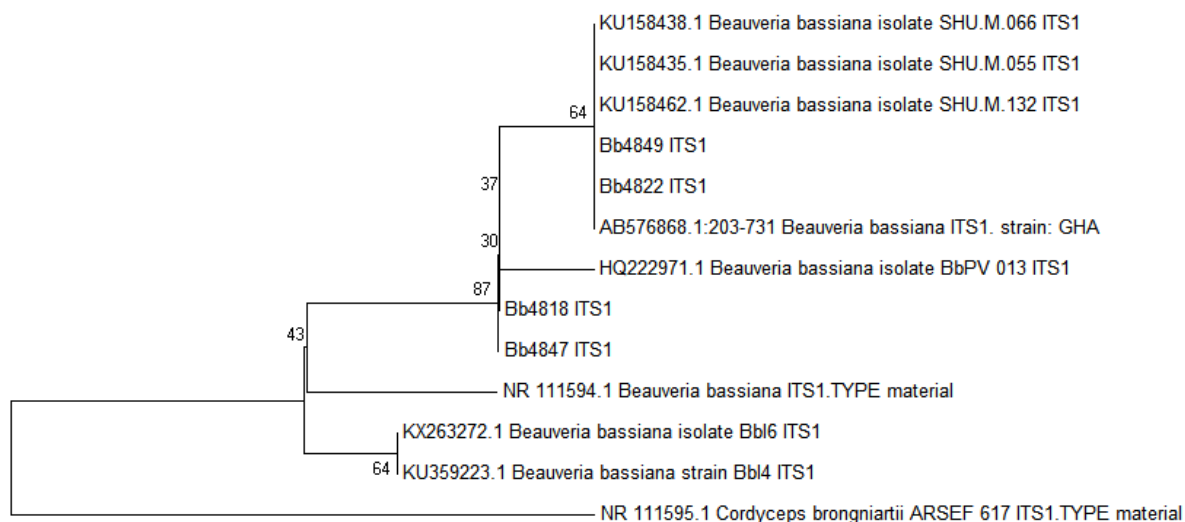 KU158438.1 Beauveria bassiana isolate SHU.M.066 ITS1
KU158435.1 Beauveria bassiana isolate SHU.M.055 ITS1
KU158462.1 Beauveria bassiana isolate SHU.M.132 ITS1
64
Bb4849 ITS1
Bb4822 ITS1
37
AB576868.1:203-731 Beauveria bassiana ITS1. strain: GHA
30
HQ222971.1 Beauveria bassiana isolate BbPV 013 ITS1
87
Bb4818 ITS1
43
Bb4847 ITS1
NR 111594.1 Beauveria bassiana ITS1.TYPE material
KX263272.1 Beauveria bassiana isolate Bbl6 ITS1
64
KU359223.1 Beauveria bassiana strain Bbl4 ITS1
NR 111595.1 Cordyceps brongniartii ARSEF 617 ITS1.TYPE material